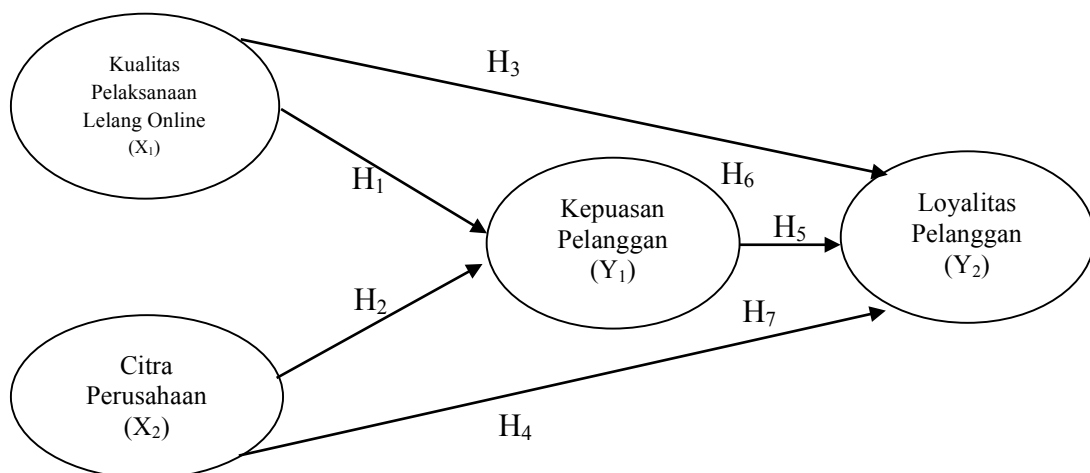 Kualitas
Pelaksanaan
Lelang Online
(X₁)
H₃
H₁
H₆
Kepuasan
Pelanggan
(Y₁)
H₅
Loyalitas
Pelanggan
(Y₂)
H₂
H₇
Citra
Perusahaan
(X₂)
H₄